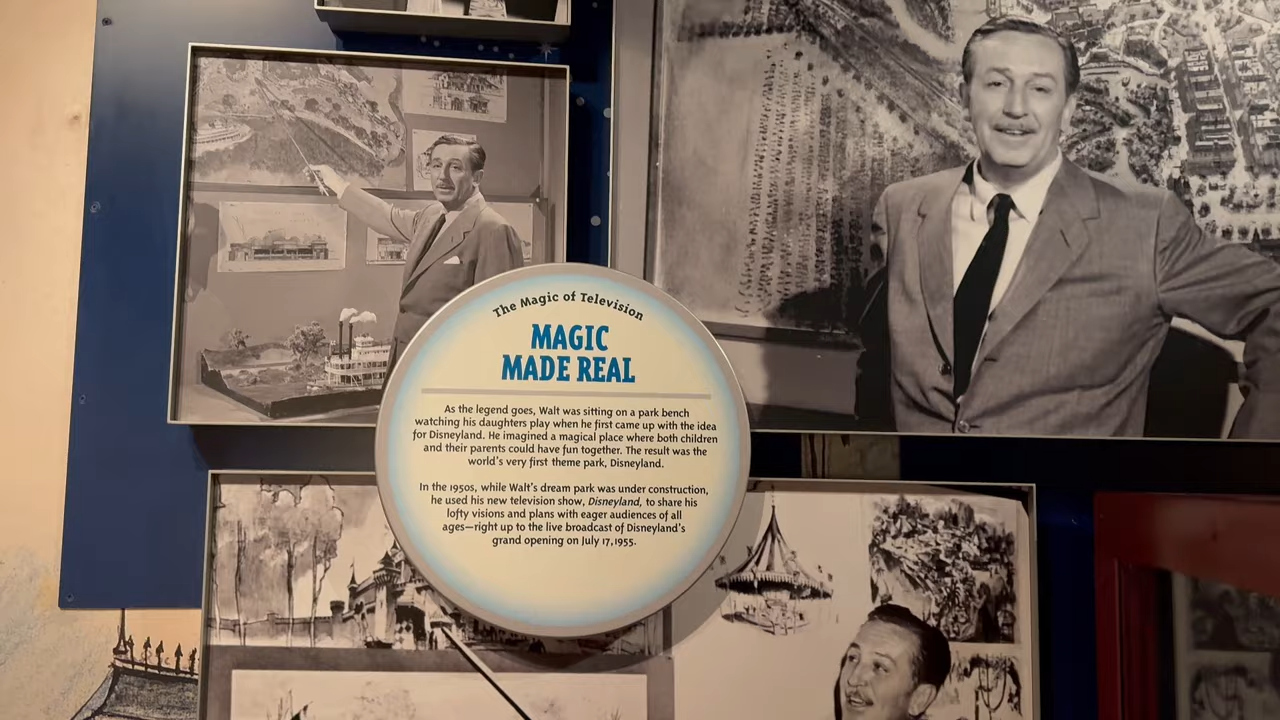 The Magic of Television
MAGIC
MADE REAL
As the legend goes, Walt was sitting on a park bench
watching his daughters play when he first came up with the idea
for Disneyland. He imagined a magical place where both children
and their parents could have fun together. The result was the
world's very first theme park, Disneyland.
In the 1950s, while Walt's dream park was under construction,
he used his new television show, Disneyland, to share his
lofty visions and plans with eager audiences of all
ages—right up to the live broadcast of Disneyland's
grand opening on July 17, 1955.